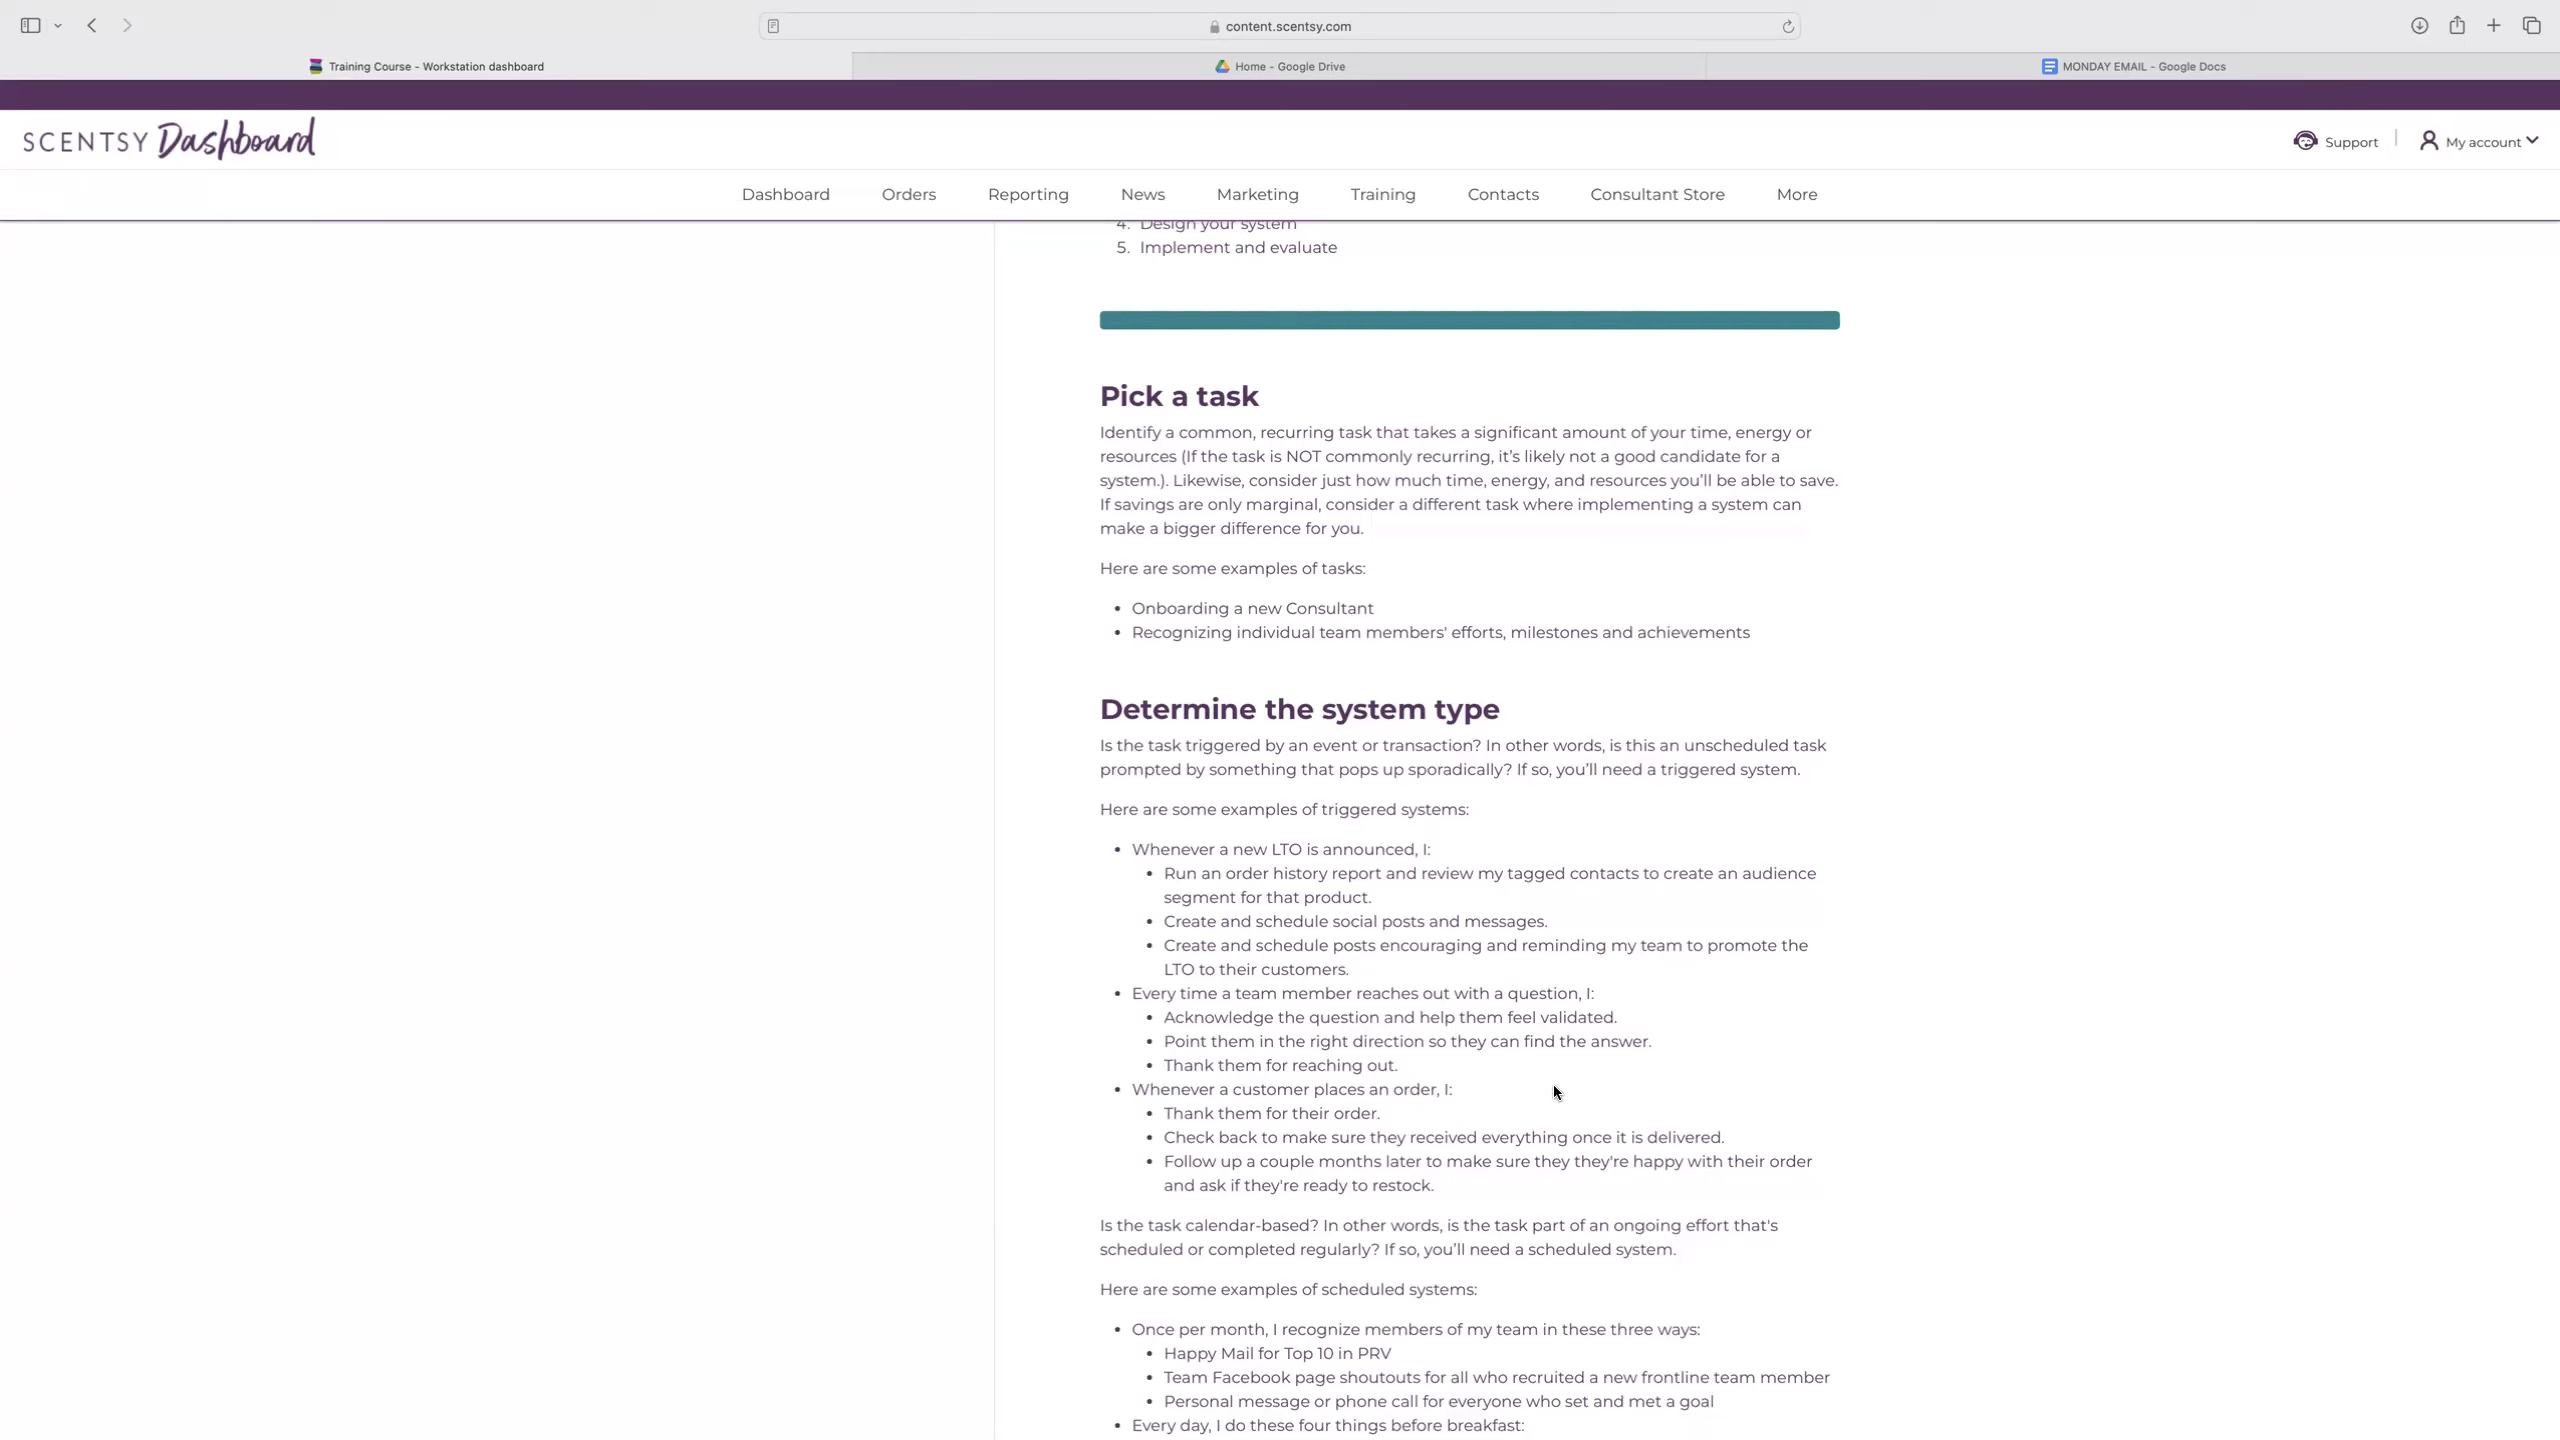 content.scentsy.com
Training Course - Workstation dashboard
Home - Google Drive
MONDAY EMAIL - Google Docs
SCENTSY Dashboard
Support
My account
Dashboard Orders Reporting News Marketing Training Contacts Consultant Store More
4. Design your system
5. Implement and evaluate
Pick a task
Identify a common, recurring task that takes a significant amount of your time, energy or
resources (If the task is NOT commonly recurring, it's likely not a good candidate for a
system.). Likewise, consider just how much time, energy, and resources you'll be able to save.
If savings are only marginal, consider a different task where implementing a system can
make a bigger difference for you.
Here are some examples of tasks:
• Onboarding a new Consultant
• Recognizing individual team members' efforts, milestones and achievements
Determine the system type
Is the task triggered by an event or transaction? In other words, is this an unscheduled task
prompted by something that pops up sporadically? If so, you'll need a triggered system.
Here are some examples of triggered systems:
• Whenever a new LTO is announced, I:
• Run an order history report and review my tagged contacts to create an audience
segment for that product.
• Create and schedule social posts and messages.
• Create and schedule posts encouraging and reminding my team to promote the
LTO to their customers.
• Every time a team member reaches out with a question, I:
• Acknowledge the question and help them feel validated.
• Point them in the right direction so they can find the answer.
• Thank them for reaching out.
• Whenever a customer places an order, I:
• Thank them for their order.
• Check back to make sure they received everything once it is delivered.
• Follow up a couple months later to make sure they they're happy with their order
and ask if they're ready to restock.
Is the task calendar-based? In other words, is the task part of an ongoing effort that's
scheduled or completed regularly? If so, you'll need a scheduled system.
Here are some examples of scheduled systems:
• Once per month, I recognize members of my team in these three ways:
• Happy Mail for Top 10 in PRV
• Team Facebook page shoutouts for all who recruited a new frontline team member
• Personal message or phone call for everyone who set and met a goal
• Every day, I do these four things before breakfast: